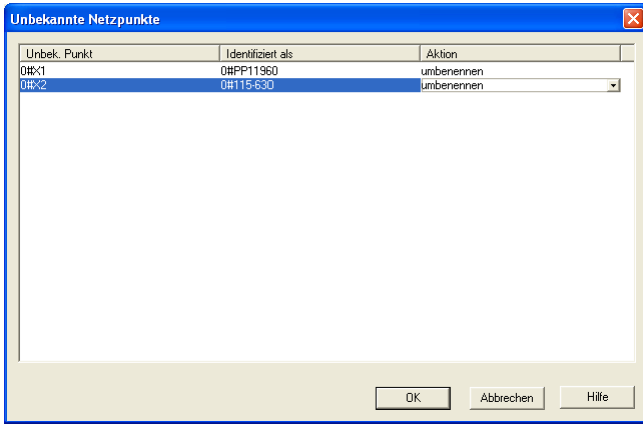 Unbekannte Netzpunkte
Unbek. Punkt Identifiziert als Aktion
0#X1 0#PP11960 umbenennen
0#X2 0#115-630 umbenennen
OK Abbrechen Hilfe